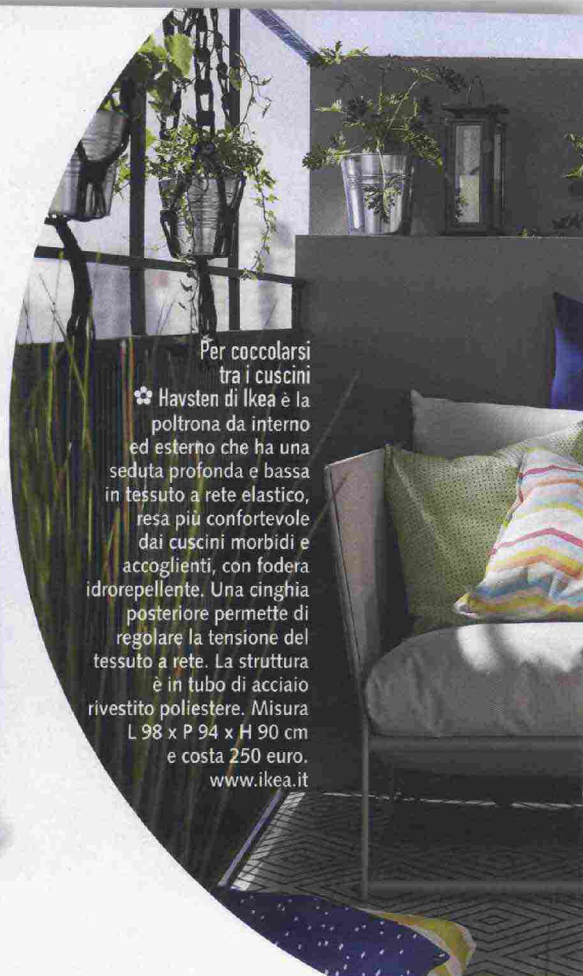 Per coccolarsi
tra i cuscini
✿ Havsten di Ikea è la
poltrona da interno
ed esterno che ha una
seduta profonda e bassa
in tessuto a rete elastico,
resa più confortevole
dai cuscini morbidi e
accoglienti, con fodera
idrorepellente. Una cinghia
posteriore permette di
regolare la tensione del
tessuto a rete. La struttura
è in tubo di acciaio
rivestito poliestere. Misura
L 98 x P 94 x H 90 cm
e costa 250 euro.
www.ikea.it